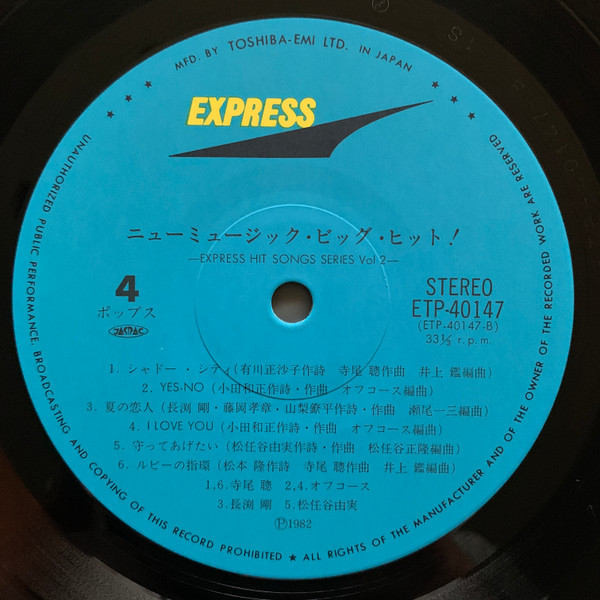 MFD. BY TOSHIBA-EMI LTD. IN JAPAN
EXPRESS
ニューミュージック・ビッグ・ヒット!
—EXPRESS HIT SONGS SERIES Vol 2—
4
ポップス
JASRAC
STEREO
ETP-40147
(ETP-40147-B)
33⅓ r.p.m.
1. シャドー・シティ(有川正沙子作詩 寺尾 聰作曲 井上 鑑編曲)
2. YES-NO (小田和正作詩・作曲 オフコース編曲)
3. 夏の恋人(長渕 剛・藤岡孝章・山梨鐐平作詩・作曲 瀬尾一三編曲)
4. I LOVE YOU (小田和正作詩・作曲 オフコース編曲)
5. 守ってあげたい(松任谷由実作詩・作曲 松任谷正隆編曲)
6. ルビーの指環(松本 隆作詩 寺尾 聰作曲 井上 鑑編曲)
1.6.寺尾 聰 2.4.オフコース
3.長渕 剛 5.松任谷由実
Ⓟ1982
UNAUTHORIZED PUBLIC PERFORMANCE, BROADCASTING AND COPYING OF THIS RECORD PROHIBITED ★ ALL RIGHTS OF THE MANUFACTURER AND OF THE OWNER OF THE RECORDED WORK ARE RESERVED